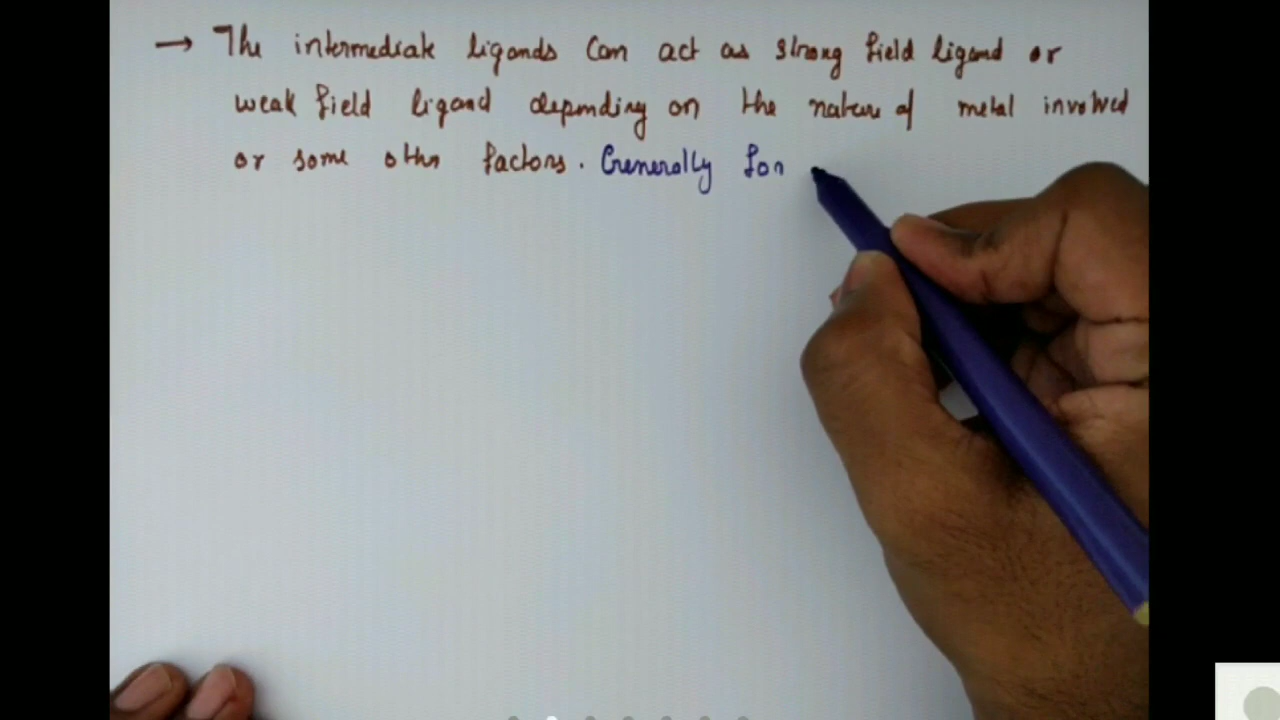 → The intermediate ligands Can act as strong field ligand or
weak field ligand depending on the nature of metal involved
or some other factors. Generally for